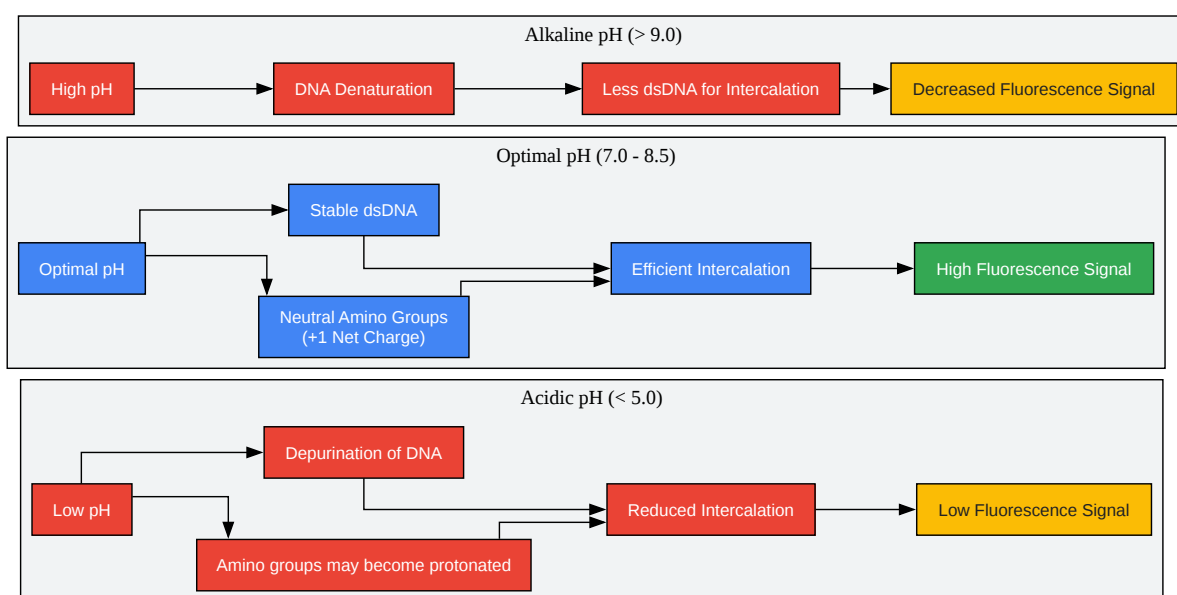 Alkaline pH (> 9.0)
High pH
DNA Denaturation
Less dsDNA for Intercalation
Decreased Fluorescence Signal
Optimal pH (7.0 - 8.5)
Stable dsDNA
Optimal pH
Efficient Intercalation
High Fluorescence Signal
Neutral Amino Groups
(+1 Net Charge)
Acidic pH (< 5.0)
Depurination of DNA
Low pH
Reduced Intercalation
Low Fluorescence Signal
Amino groups may become protonated